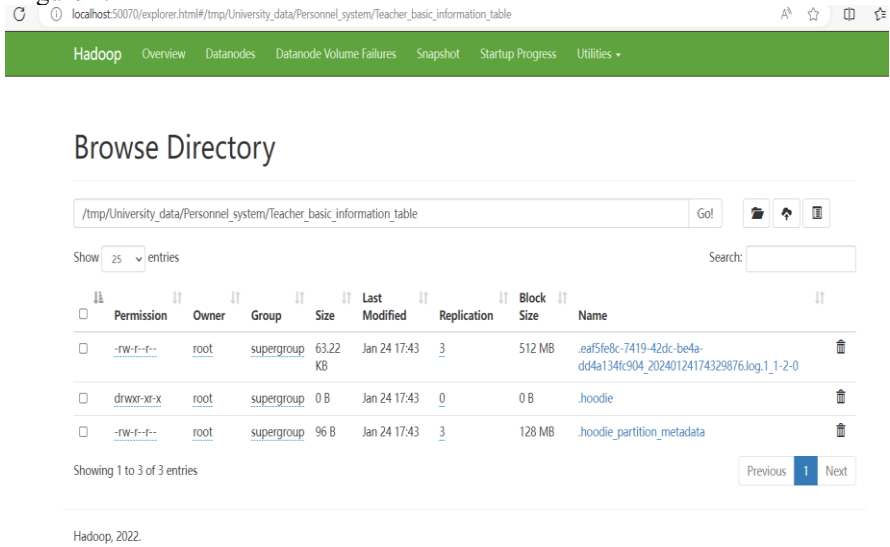 localhost:50070/explorer.html#/tmp/University_data/Personnel_system/Teacher_basic_information_table
Hadoop Overview Datanodes Datanode Volume Failures Snapshot Startup Progress Utilities
Browse Directory
/tmp/University_data/Personnel_system/Teacher_basic_information_table Go!
Show 25 entries Search:
Permission Owner Group Size Last Modified Replication Block Size Name
-rw-r--r-- root supergroup 63.22 KB Jan 24 17:43 3 512 MB .eaf5fe8c-7419-42dc-be4a-
dd4a134fc904_20240124174329876.log.1_1-2-0
drwxr-xr-x root supergroup 0 B Jan 24 17:43 0 0 B .hoodie
-rw-r--r-- root supergroup 96 B Jan 24 17:43 3 128 MB .hoodie_partition_metadata
Showing 1 to 3 of 3 entries Previous 1 Next
Hadoop, 2022.